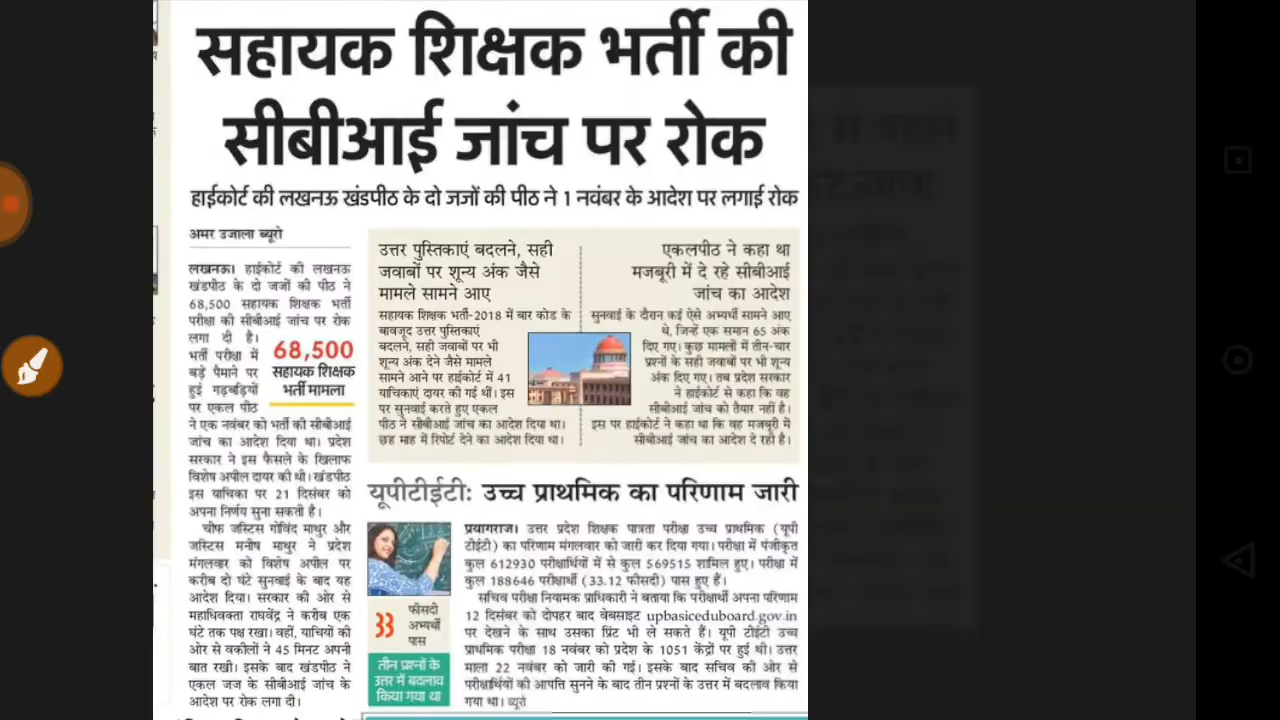 सहायक शिक्षक भर्ती की
सीबीआई जांच पर रोक
हाईकोर्ट की लखनऊ खंडपीठ के दो जजों की पीठ ने 1 नवंबर के आदेश पर लगाई रोक
अमर उजाला ब्यूरो
लखनऊ। हाईकोर्ट की लखनऊ
खंडपीठ के दो जजों की पीठ ने
68,500 सहायक शिक्षक भर्ती
परीक्षा की सीबीआई जांच पर रोक
लगा दी है।
भर्ती परीक्षा में
बड़े पैमाने पर
हुई गड़बड़ियों
पर एकल पीठ
68,500
सहायक शिक्षक
भर्ती मामला
ने एक नवंबर को भर्ती की सीबीआई
जांच का आदेश दिया था। प्रदेश
सरकार ने इस फैसले के खिलाफ
विशेष अपील दायर की थी। खंडपीठ
इस याचिका पर 21 दिसंबर को
अपना निर्णय सुना सकती है।
चीफ जस्टिस गोविंद माथुर और
जस्टिस मनीष माथुर ने प्रदेश
मंगलवार को विशेष अपील पर
करीब दो घंटे सुनवाई के बाद यह
आदेश दिया। सरकार की ओर से
महाधिवक्ता राघवेंद्र ने करीब एक
घंटे तक पक्ष रखा। वहीं, याचियों की
ओर से वकीलों ने 45 मिनट अपनी
बात रखी। इसके बाद खंडपीठ ने
एकल जज के सीबीआई जांच के
आदेश पर रोक लगा दी।
उत्तर पुस्तिकाएं बदलने, सही
जवाबों पर शून्य अंक जैसे
मामले सामने आए
सहायक शिक्षक भर्ती-2018 में बार कोड के
बावजूद उत्तर पुस्तिकाएं
बदलने, सही जवाबों पर भी
शून्य अंक देने जैसे मामले
सामने आने पर हाईकोर्ट में 41
याचिकाएं दायर की गई थीं। इस
पर सुनवाई करते हुए एकल
पीठ ने सीबीआई जांच का आदेश दिया था।
छह माह में रिपोर्ट देने का आदेश दिया था।
एकलपीठ ने कहा था
मजबूरी में दे रहे सीबीआई
जांच का आदेश
सुनवाई के दौरान कई ऐसे अभ्यर्थी सामने आए
थे, जिन्हें एक समान 65 अंक
दिए गए। कुछ मामलों में तीन-चार
प्रश्नों के सही जवाबों पर भी शून्य
अंक दिए गए। तब प्रदेश सरकार
ने हाईकोर्ट से कहा कि वह
सीबीआई जांच को तैयार नहीं है।
इस पर हाईकोर्ट ने कहा था कि वह मजबूरी में
सीबीआई जांच का आदेश दे रही है।
यूपीटीईटी: उच्च प्राथमिक का परिणाम जारी
33
फीसदी
अभ्यर्थी
पास
तीन प्रश्नों के
उत्तर में बदलाव
किया गया था
प्रयागराज। उत्तर प्रदेश शिक्षक पात्रता परीक्षा उच्च प्राथमिक (यूपी
टीईटी) का परिणाम मंगलवार को जारी कर दिया गया। परीक्षा में पंजीकृत
कुल 612930 परीक्षार्थियों में से कुल 569515 शामिल हुए। परीक्षा में
कुल 188646 परीक्षार्थी (33.12 फीसदी) पास हुए हैं।
सचिव परीक्षा नियामक प्राधिकारी ने बताया कि परीक्षार्थी अपना परिणाम
12 दिसंबर को दोपहर बाद वेबसाइट upbasiceduboard.gov.in
पर देखने के साथ उसका प्रिंट भी ले सकते हैं। यूपी टीईटी उच्च
प्राथमिक परीक्षा 18 नवंबर को प्रदेश के 1051 केंद्रों पर हुई थी। उत्तर
माला 22 नवंबर को जारी की गई। इसके बाद सचिव की ओर से
परीक्षार्थियों की आपत्ति सुनने के बाद तीन प्रश्नों के उत्तर में बदलाव किया
गया था। ब्यूरो